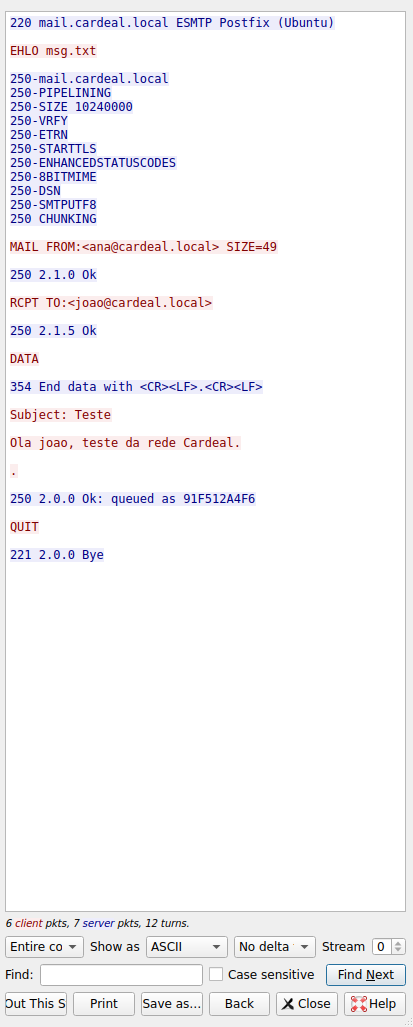 220 mail.cardeal.local ESMTP Postfix (Ubuntu)
EHLO msg.txt
250-mail.cardeal.local
250-PIPELINING
250-SIZE 10240000
250-VRFY
250-ETRN
250-STARTTLS
250-ENHANCEDSTATUSCODES
250-8BITMIME
250-DSN
250-SMTPUTF8
250 CHUNKING
MAIL FROM:<ana@cardeal.local> SIZE=49
250 2.1.0 Ok
RCPT TO:<joao@cardeal.local>
250 2.1.5 Ok
DATA
354 End data with <CR><LF>.<CR><LF>
Subject: Teste
Ola joao, teste da rede Cardeal.
.
250 2.0.0 Ok: queued as 91F512A4F6
QUIT
221 2.0.0 Bye
6 client pkts, 7 server pkts, 12 turns.
Entire co Show as ASCII No delta Stream 0
Find: Case sensitive Find Next
Out This S Print Save as... Back Close Help